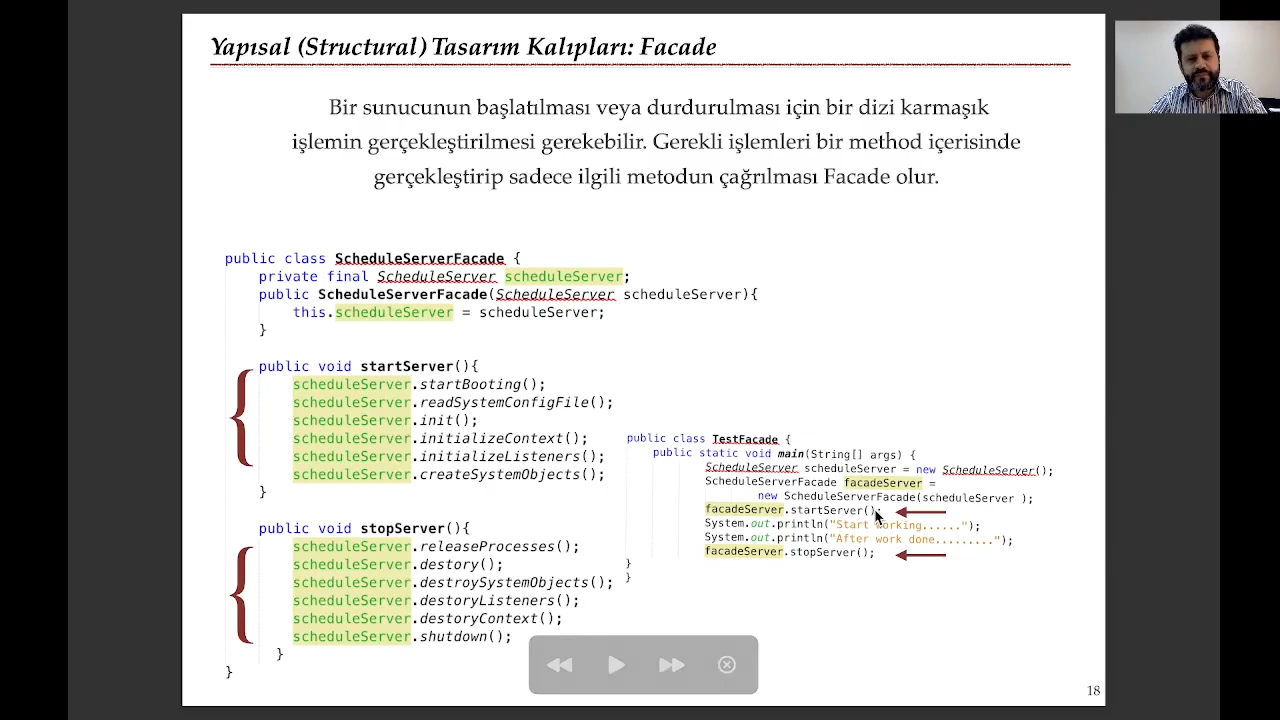 Yapısal (Structural) Tasarım Kalıpları: Facade
Bir sunucunun başlatılması veya durdurulması için bir dizi karmaşık
işlemin gerçekleştirilmesi gerekebilir. Gerekli işlemleri bir method içerisinde
gerçekleştirip sadece ilgili metodun çağrılması Facade olur.
public class ScheduleServerFacade {
private final ScheduleServer scheduleServer;
public ScheduleServerFacade(ScheduleServer scheduleServer){
this.scheduleServer = scheduleServer;
}
public void startServer(){
scheduleServer.startBooting();
scheduleServer.readSystemConfigFile();
scheduleServer.init();
scheduleServer.initializeContext();
scheduleServer.initializeListeners();
scheduleServer.createSystemObjects();
}
public void stopServer(){
scheduleServer.releaseProcesses();
scheduleServer.destory();
scheduleServer.destroySystemObjects();
scheduleServer.destoryListeners();
scheduleServer.destoryContext();
scheduleServer.shutdown();
}
}
public class TestFacade {
public static void main(String[] args) {
ScheduleServer scheduleServer = new ScheduleServer();
ScheduleServerFacade facadeServer =
new ScheduleServerFacade(scheduleServer );
facadeServer.startServer();
System.out.println("Start working......");
System.out.println("After work done.........");
facadeServer.stopServer();
}
}
18